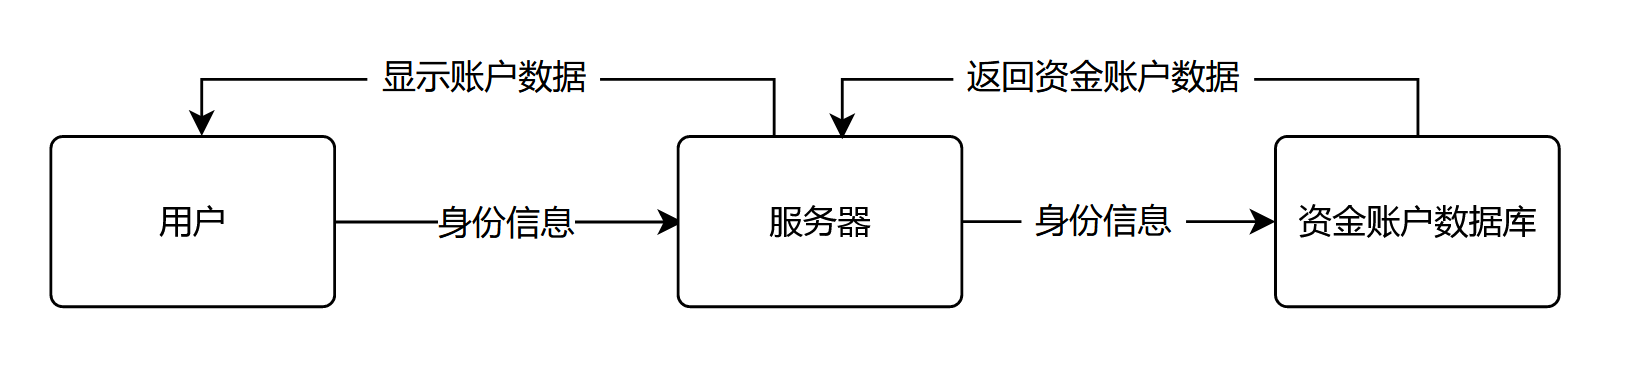 显示账户数据
返回资金账户数据
用户
身份信息
服务器
身份信息
资金账户数据库